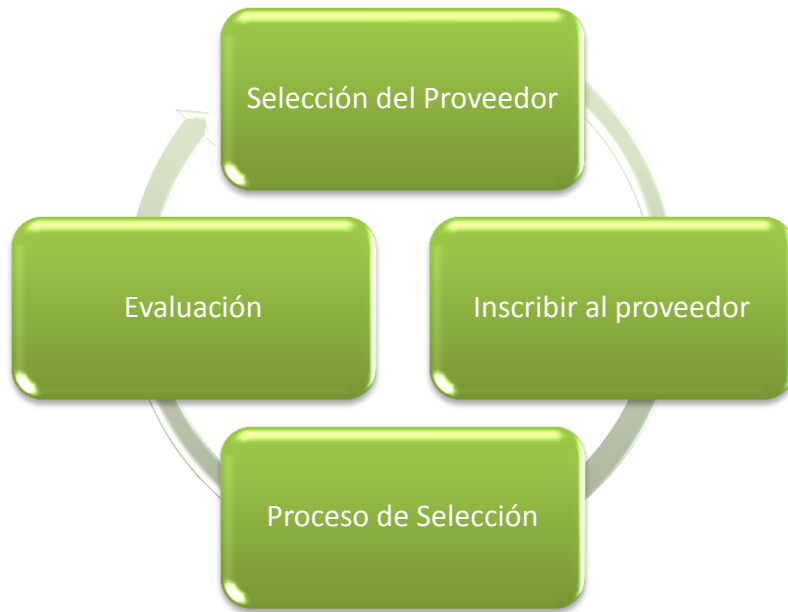 Selección del Proveedor
Evaluación
Inscribir al proveedor
Proceso de Selección